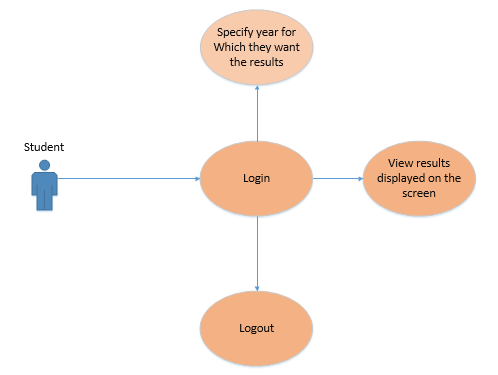 Specify year for
Which they want
the results
Student
Login
View results
displayed on the
screen
Logout